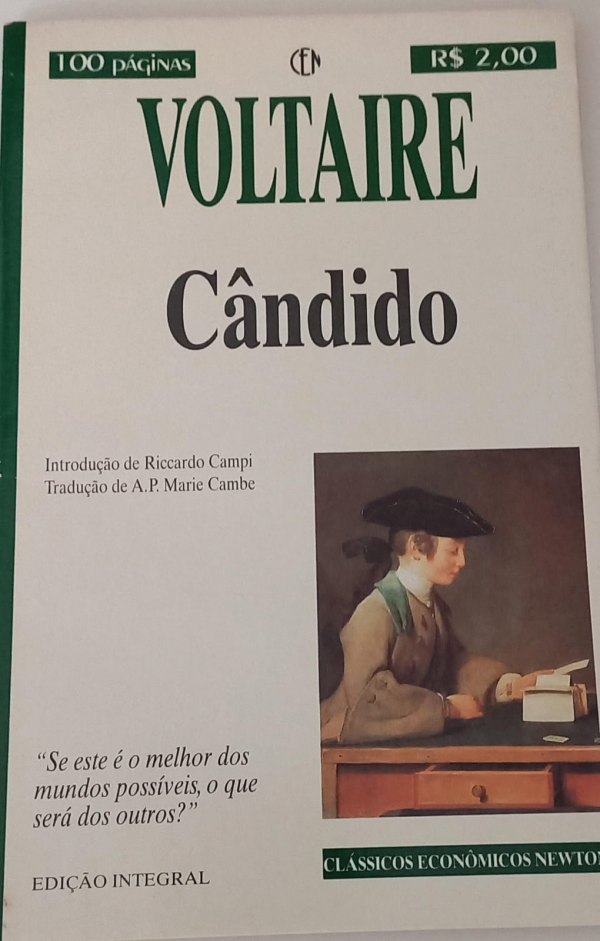 100 PÁGINAS
CEN
R$ 2,00
VOLTAIRE
Cândido
Introdução de Riccardo Campi
Tradução de A.P. Marie Cambe
“Se este é o melhor dos
mundos possíveis, o que
será dos outros?”
EDIÇÃO INTEGRAL
CLÁSSICOS ECONÔMICOS NEWTON